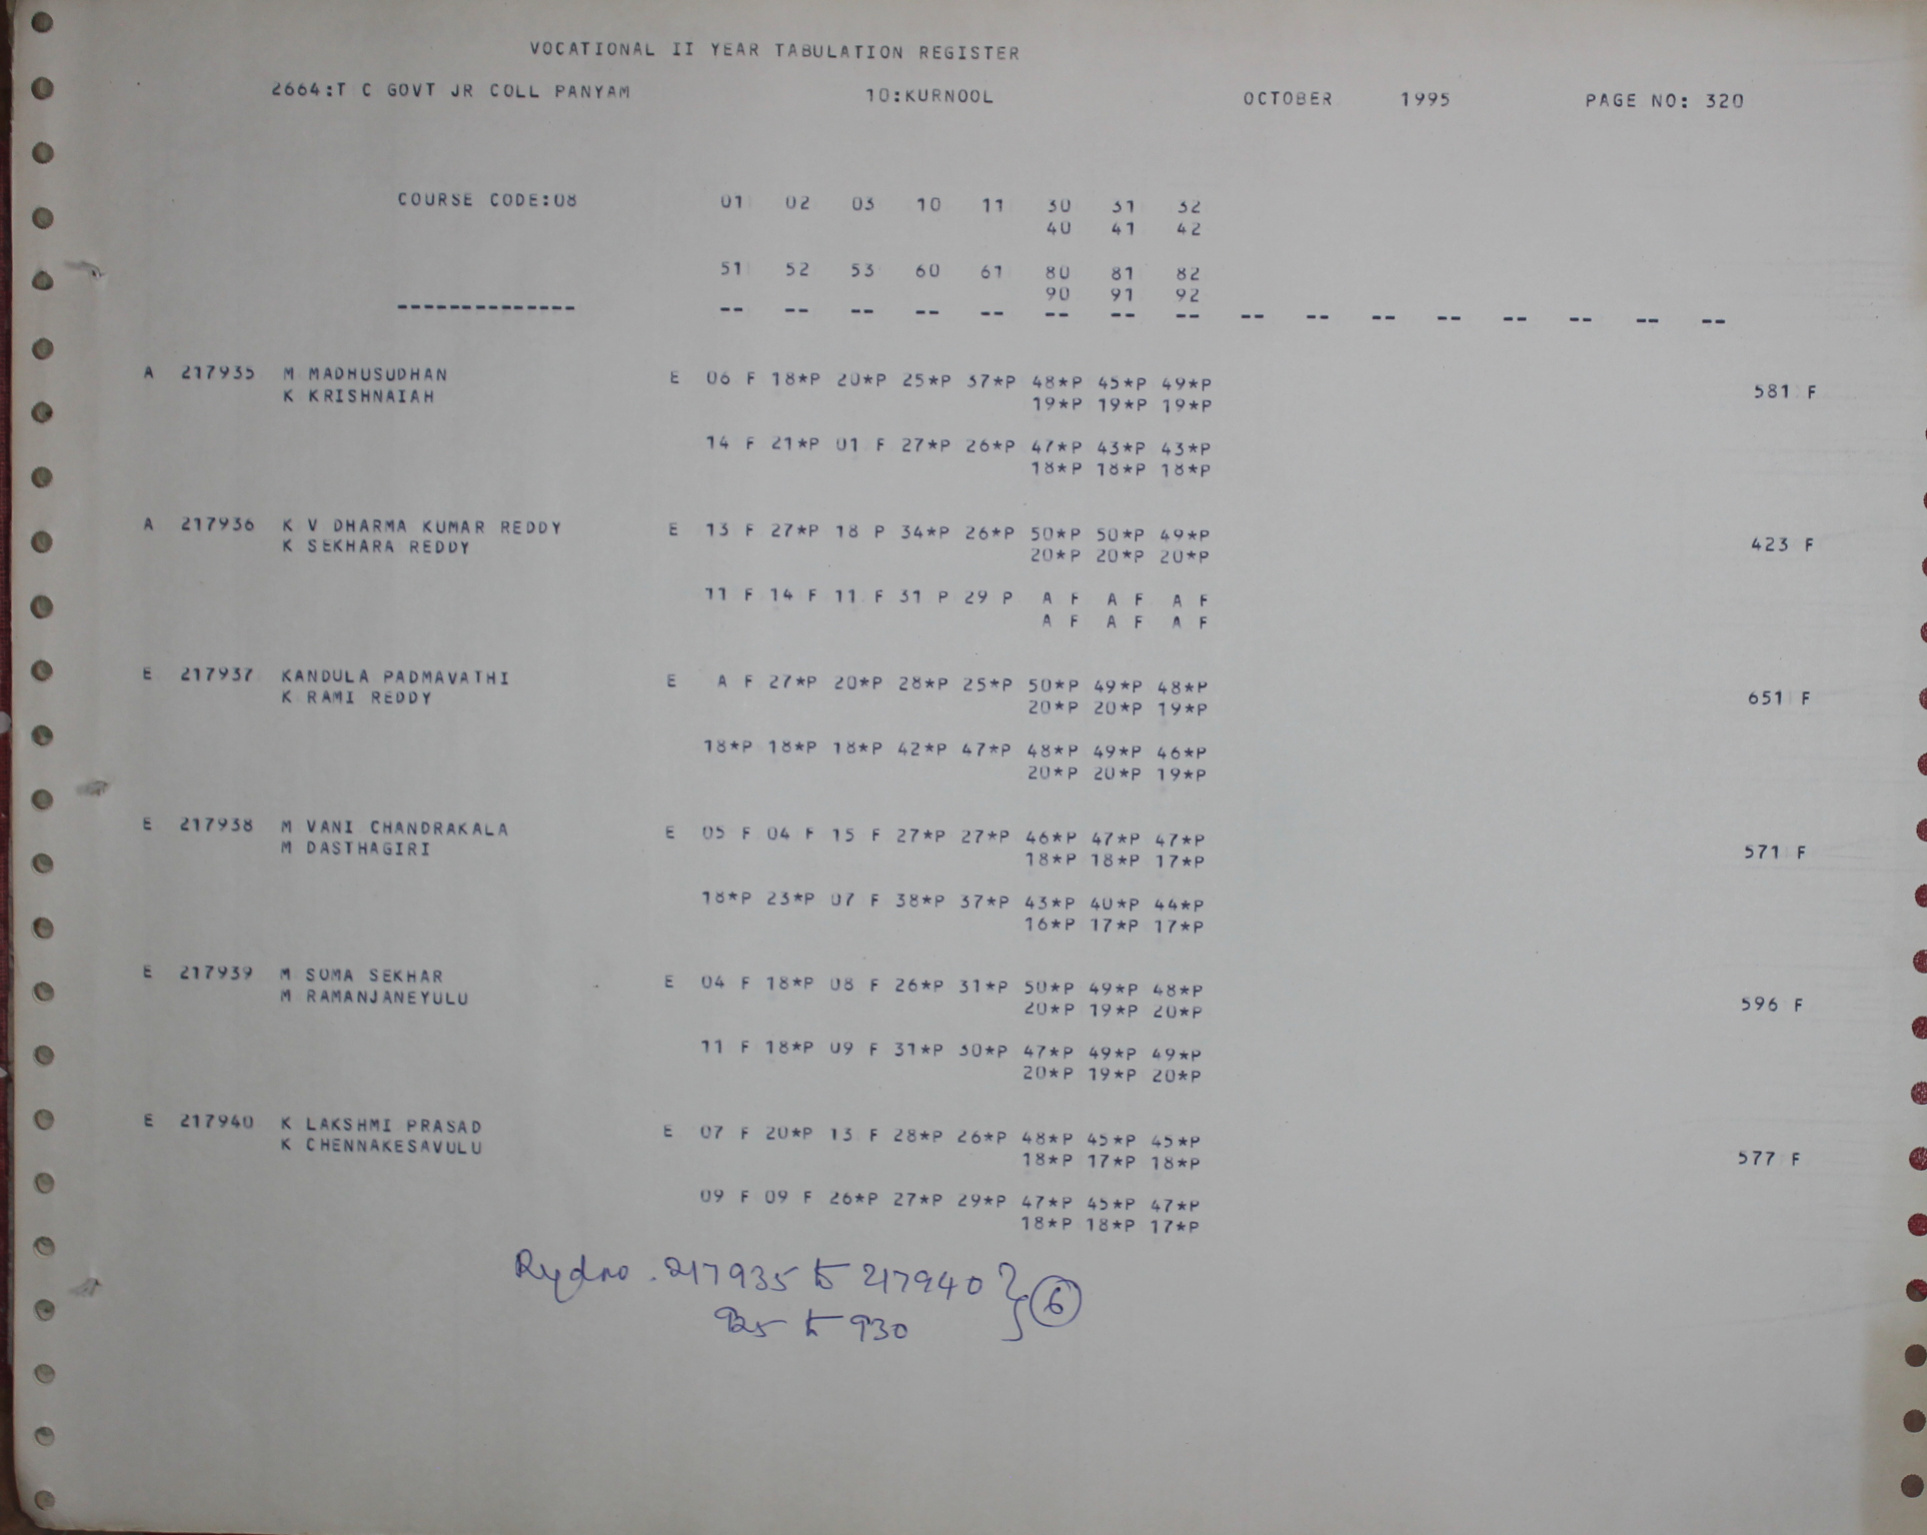 VOCATIONAL II YEAR TABULATION REGISTER
2664:T C GOVT JR COLL PANYAM 10:KURNOOL OCTOBER 1995 PAGE NO: 320
COURSE CODE:08 01 02 03 10 11 30 31 32
40 41 42
51 52 53 60 61 80 81 82
90 91 92
-------------- -- -- -- -- -- -- -- -- -- -- -- -- -- -- -- --
A 217935 M MADHUSUDHAN E 06 F 18*P 20*P 25*P 37*P 48*P 45*P 49*P
K KRISHNAIAH 19*P 19*P 19*P 581 F
14 F 21*P 01 F 27*P 26*P 47*P 43*P 43*P
18*P 18*P 18*P
A 217936 K V DHARMA KUMAR REDDY E 13 F 27*P 18 P 34*P 26*P 50*P 50*P 49*P
K SEKHARA REDDY 20*P 20*P 20*P 423 F
11 F 14 F 11 F 31 P 29 P A F A F A F
A F A F A F
E 217937 KANDULA PADMAVATHI E A F 27*P 20*P 28*P 25*P 50*P 49*P 48*P
K RAMI REDDY 20*P 20*P 19*P 651 F
18*P 18*P 18*P 42*P 47*P 48*P 49*P 46*P
20*P 20*P 19*P
E 217938 M VANI CHANDRAKALA E 05 F 04 F 15 F 27*P 27*P 46*P 47*P 47*P
M DASTHAGIRI 18*P 18*P 17*P 571 F
18*P 23*P 07 F 38*P 37*P 43*P 40*P 44*P
16*P 17*P 17*P
E 217939 M SOMA SEKHAR E 04 F 18*P 08 F 26*P 31*P 50*P 49*P 48*P
M RAMANJANEYULU 20*P 19*P 20*P 596 F
11 F 18*P 09 F 31*P 30*P 47*P 49*P 49*P
20*P 19*P 20*P
E 217940 K LAKSHMI PRASAD E 07 F 20*P 13 F 28*P 26*P 48*P 45*P 45*P
K CHENNAKESAVULU 18*P 17*P 18*P 577 F
09 F 09 F 26*P 27*P 29*P 47*P 45*P 47*P
18*P 18*P 17*P
Rydno. 217935 to 217940 } 6
925 to 930